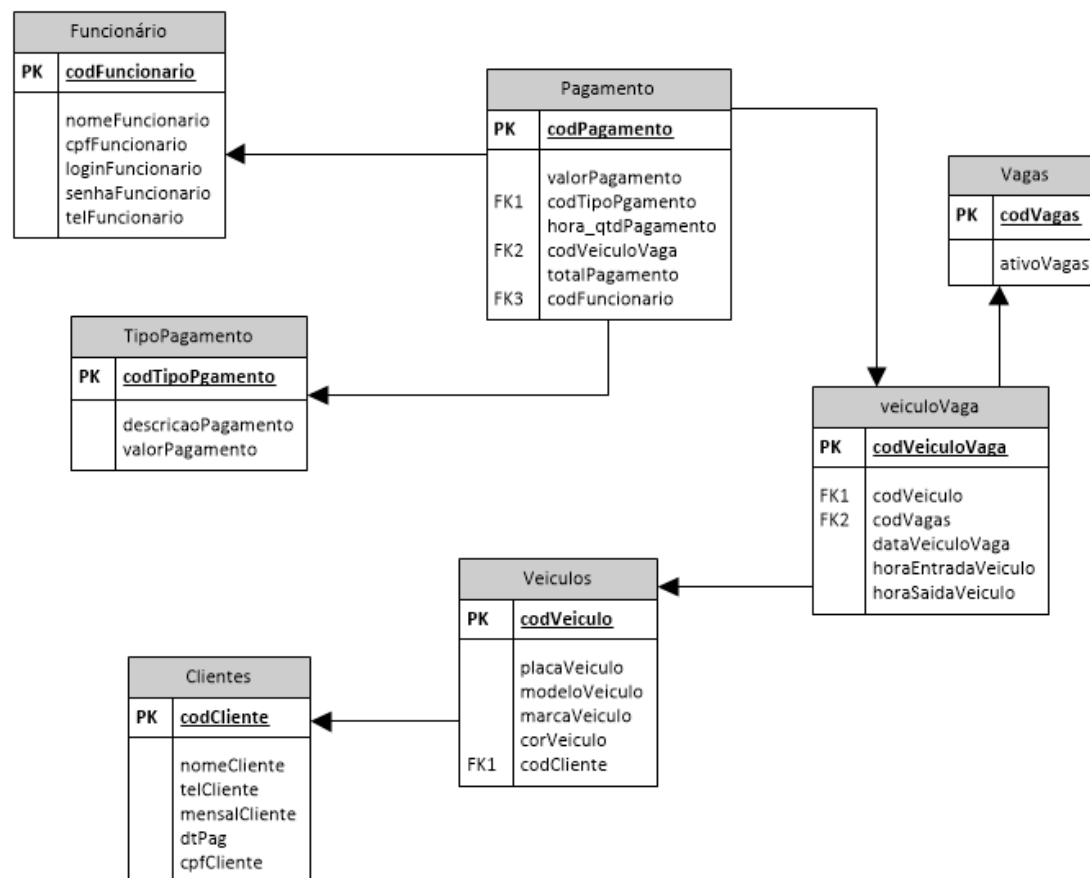 Funcionário
PK codFuncionario
nomeFuncionario
cpfFuncionario
loginFuncionario
senhaFuncionario
telFuncionario
Pagamento
PK codPagamento
valorPagamento
FK1 codTipoPgamento
hora_qtdPagamento
FK2 codVeiculoVaga
totalPagamento
FK3 codFuncionario
Vagas
PK codVagas
ativoVagas
TipoPagamento
PK codTipoPgamento
descricaoPagamento
valorPagamento
veiculoVaga
PK codVeiculoVaga
FK1 codVeiculo
FK2 codVagas
dataVeiculoVaga
horaEntradaVeiculo
horaSaidaVeiculo
Veiculos
PK codVeiculo
placaVeiculo
modeloVeiculo
marcaVeiculo
corVeiculo
FK1 codCliente
Clientes
PK codCliente
nomeCliente
telCliente
mensalCliente
dtPag
cpfCliente